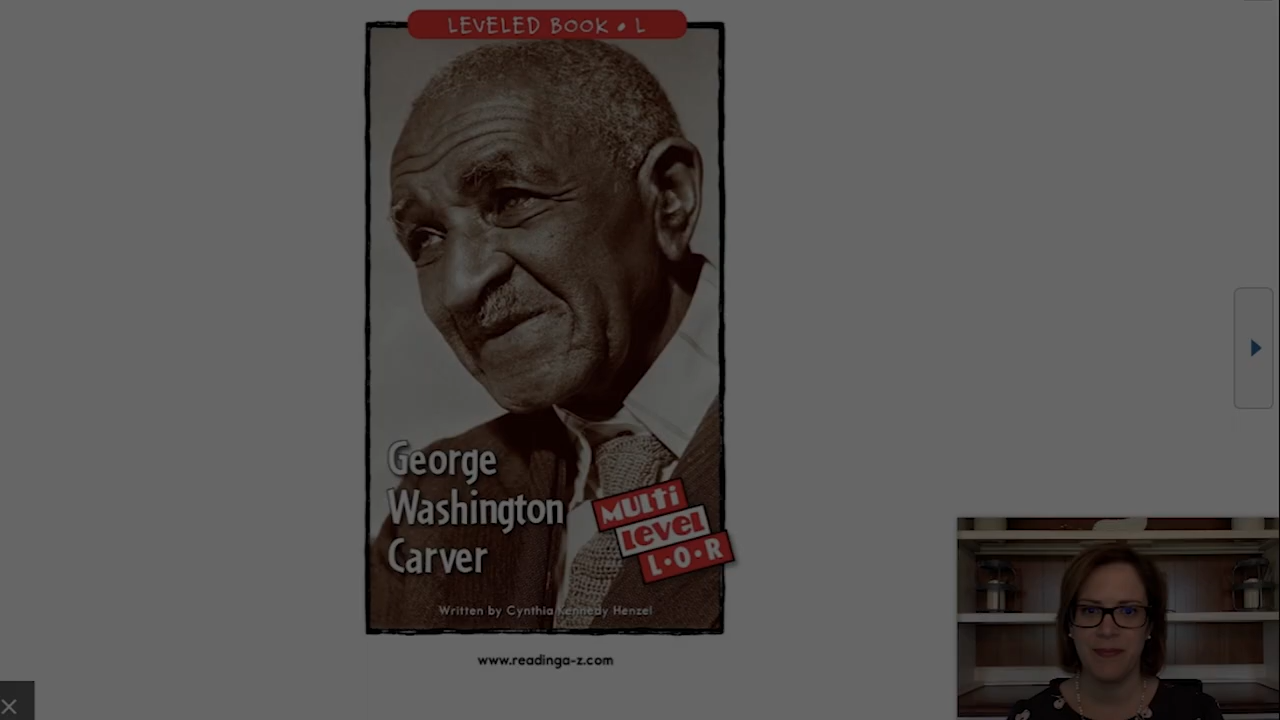 LEVELED BOOK • L
George
Washington
Carver
MULTi
level
L•O•R
Written by Cynthia Kennedy Henzel
www.readinga-z.com